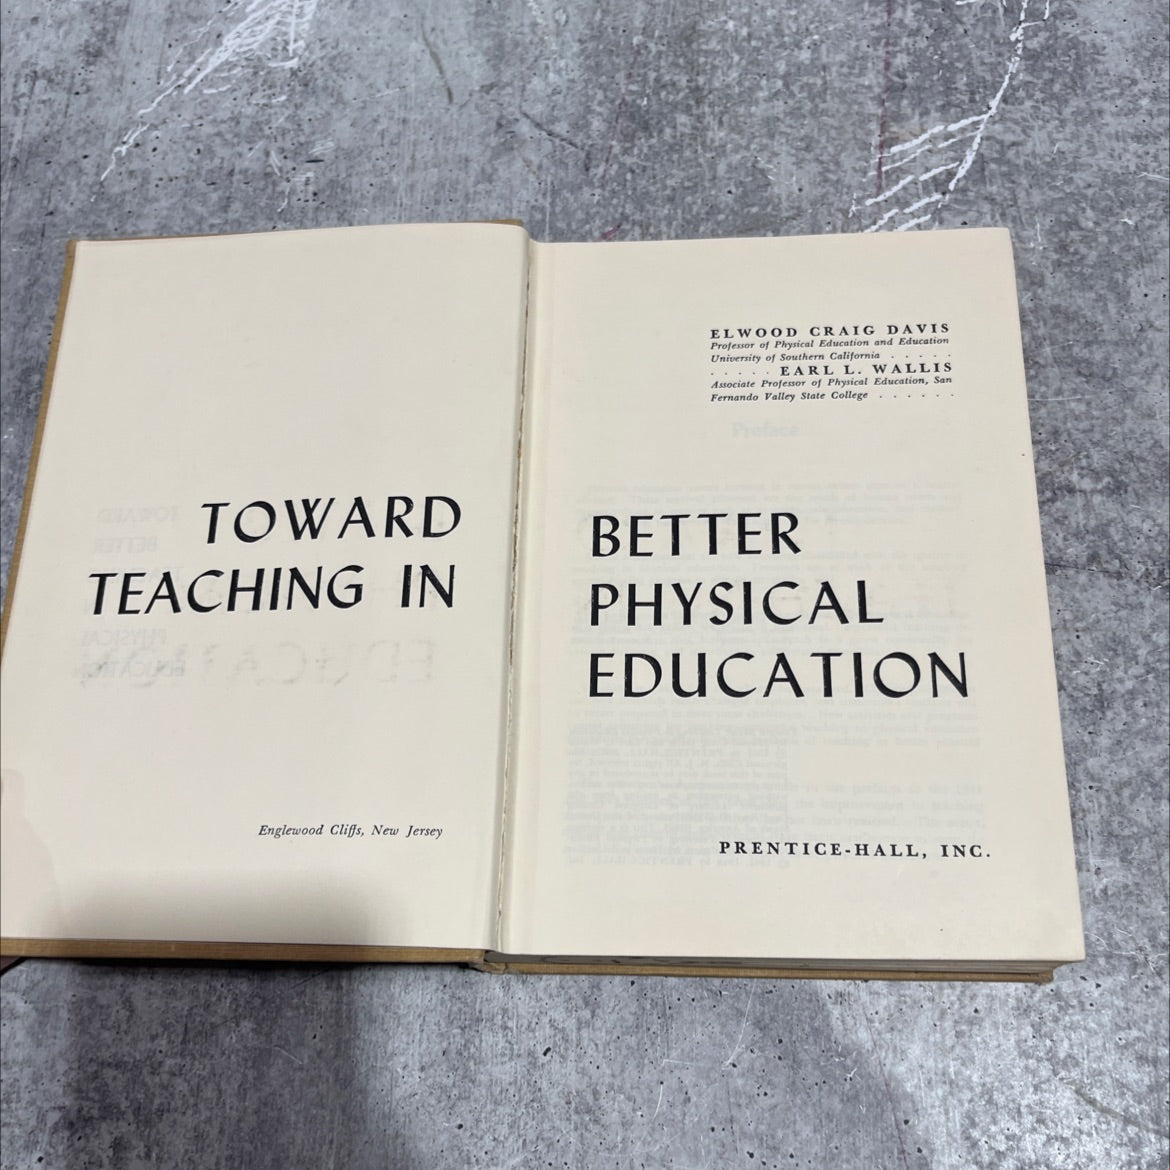 TOWARD
TEACHING IN
Englewood Cliffs, New Jersey
ELWOOD CRAIG DAVIS
Professor of Physical Education and Education
University of Southern California . . . . .
. . . . . EARL L. WALLIS
Associate Professor of Physical Education, San
Fernando Valley State College . . . . . .
Preface
BETTER
PHYSICAL
EDUCATION
PRENTICE-HALL, INC.